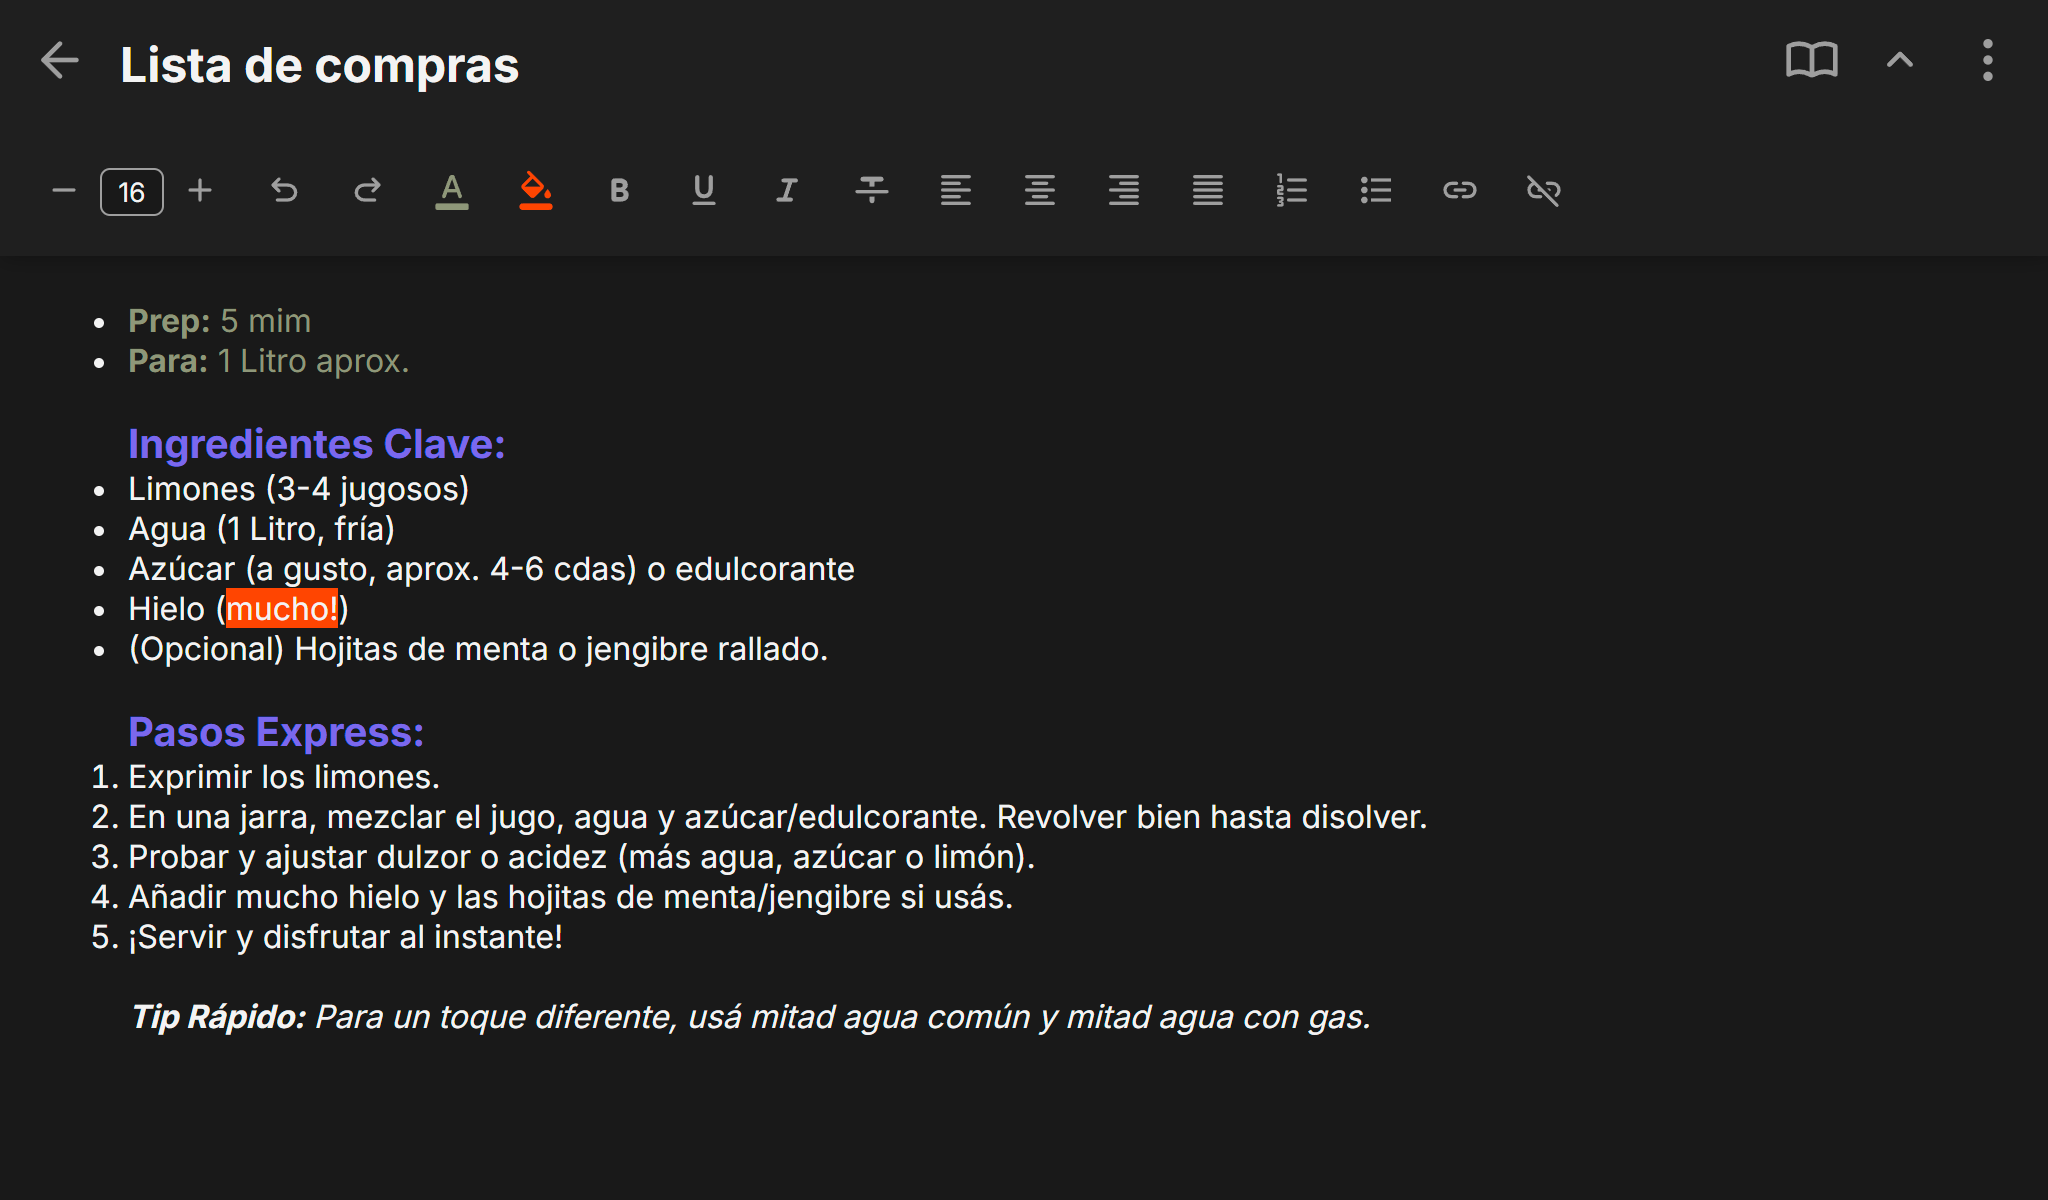 Lista de compras
16
Prep: 5 mim
Para: 1 Litro aprox.
Ingredientes Clave:
Limones (3-4 jugosos)
Agua (1 Litro, fría)
Azúcar (a gusto, aprox. 4-6 cdas) o edulcorante
Hielo (mucho!)
(Opcional) Hojitas de menta o jengibre rallado.
Pasos Express:
1. Exprimir los limones.
2. En una jarra, mezclar el jugo, agua y azúcar/edulcorante. Revolver bien hasta disolver.
3. Probar y ajustar dulzor o acidez (más agua, azúcar o limón).
4. Añadir mucho hielo y las hojitas de menta/jengibre si usás.
5. ¡Servir y disfrutar al instante!
Tip Rápido: Para un toque diferente, usá mitad agua común y mitad agua con gas.